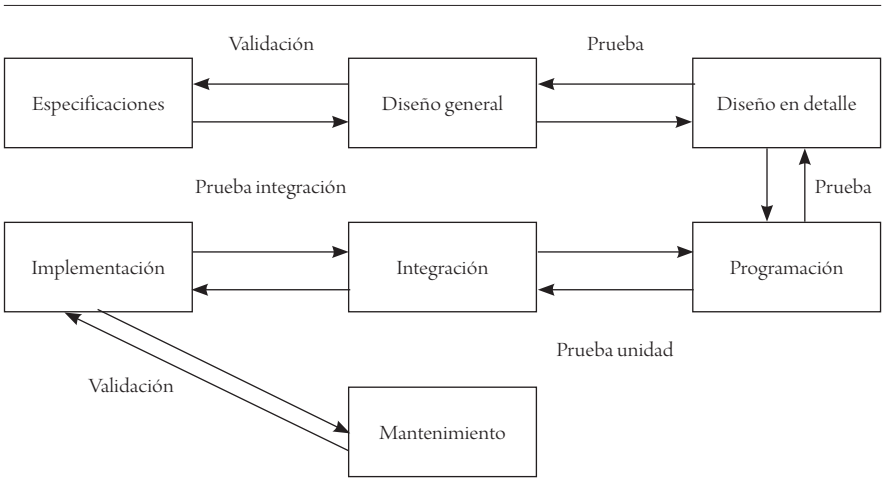 Validación
Prueba
Especificaciones
Diseño general
Diseño en detalle
Prueba integración
Prueba
Implementación
Integración
Programación
Prueba unidad
Validación
Mantenimiento